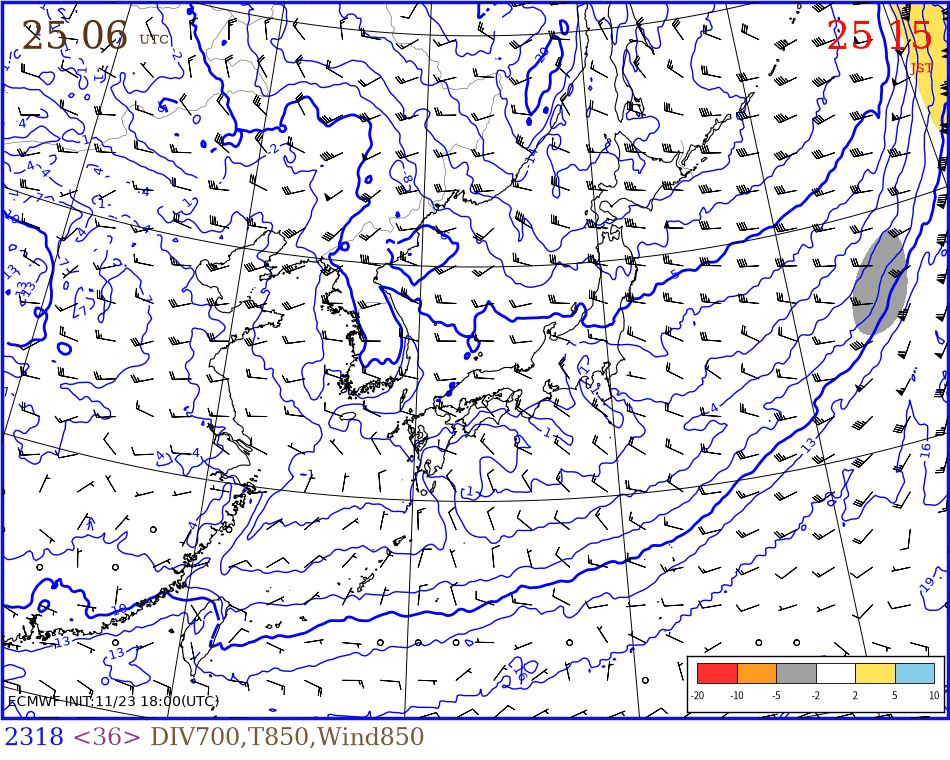 25 06 UTC
25 15
JST
ECMWF INIT:11/23 18:00(UTC)
-20 -10 -5 -2 2 5 10
2318 <36> DIV700,T850,Wind850